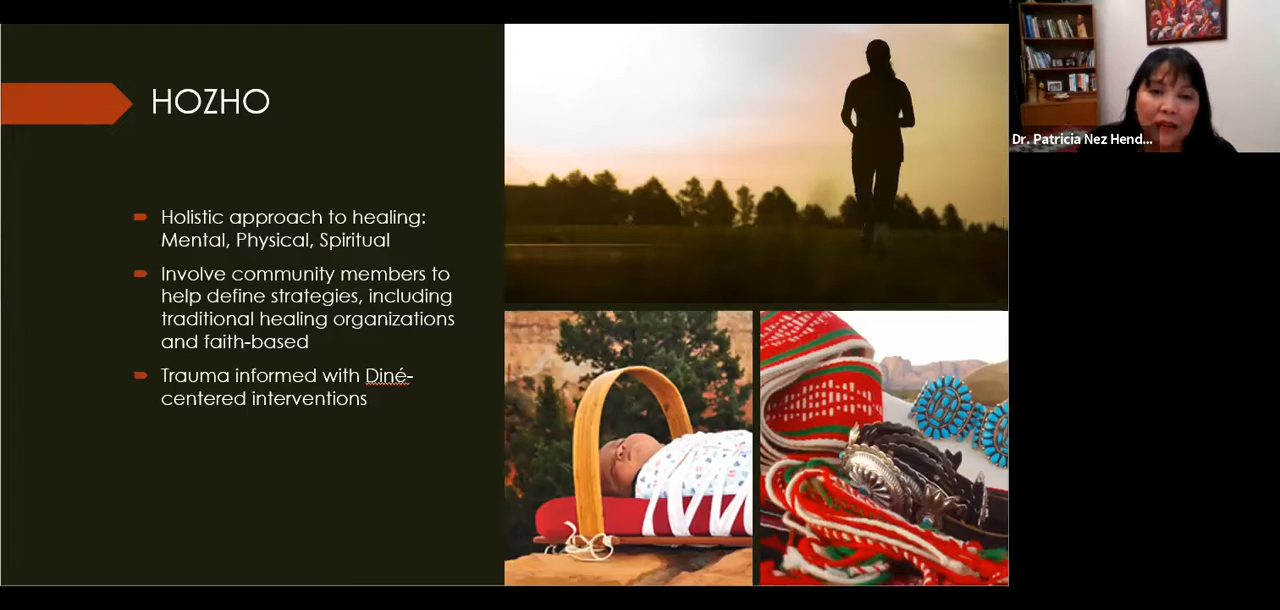 HOZHO
Holistic approach to healing:
Mental, Physical, Spiritual
Involve community members to
help define strategies, including
traditional healing organizations
and faith-based
Trauma informed with Diné-
centered interventions
Dr. Patricia Nez Hend...